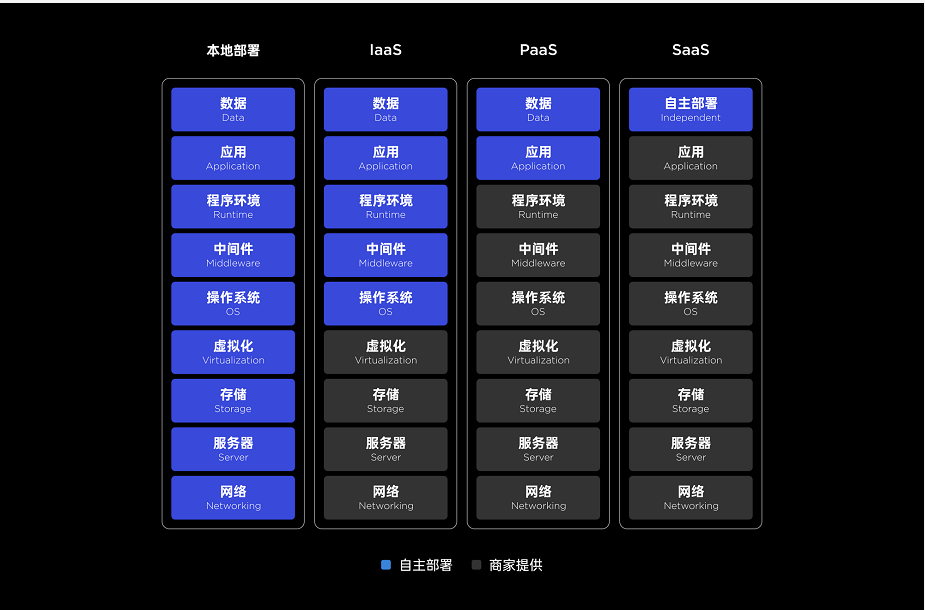 本地部署
IaaS
PaaS
SaaS
数据
Data
数据
Data
数据
Data
自主部署
Independent
应用
Application
应用
Application
应用
Application
应用
Application
程序环境
Runtime
程序环境
Runtime
程序环境
Runtime
程序环境
Runtime
中间件
Middleware
中间件
Middleware
中间件
Middleware
中间件
Middleware
操作系统
OS
操作系统
OS
操作系统
OS
操作系统
OS
虚拟化
Virtualization
虚拟化
Virtualization
虚拟化
Virtualization
虚拟化
Virtualization
存储
Storage
存储
Storage
存储
Storage
存储
Storage
服务器
Server
服务器
Server
服务器
Server
服务器
Server
网络
Networking
网络
Networking
网络
Networking
网络
Networking
自主部署
商家提供